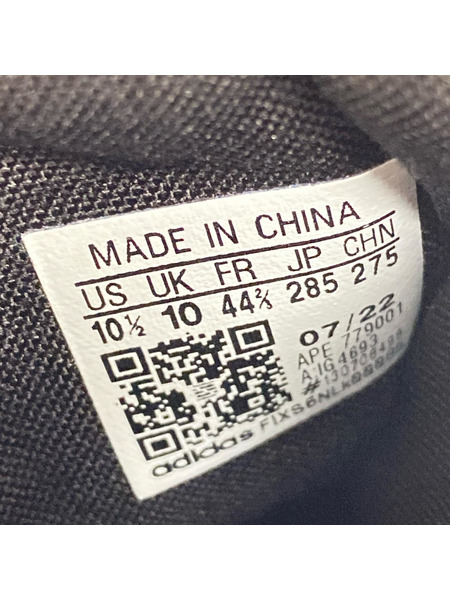 MADE IN CHINA
US UK FR JP CHN
10½ 10 44⅔ 285 275
07/22
APE 779001
A:IG4693
adidas